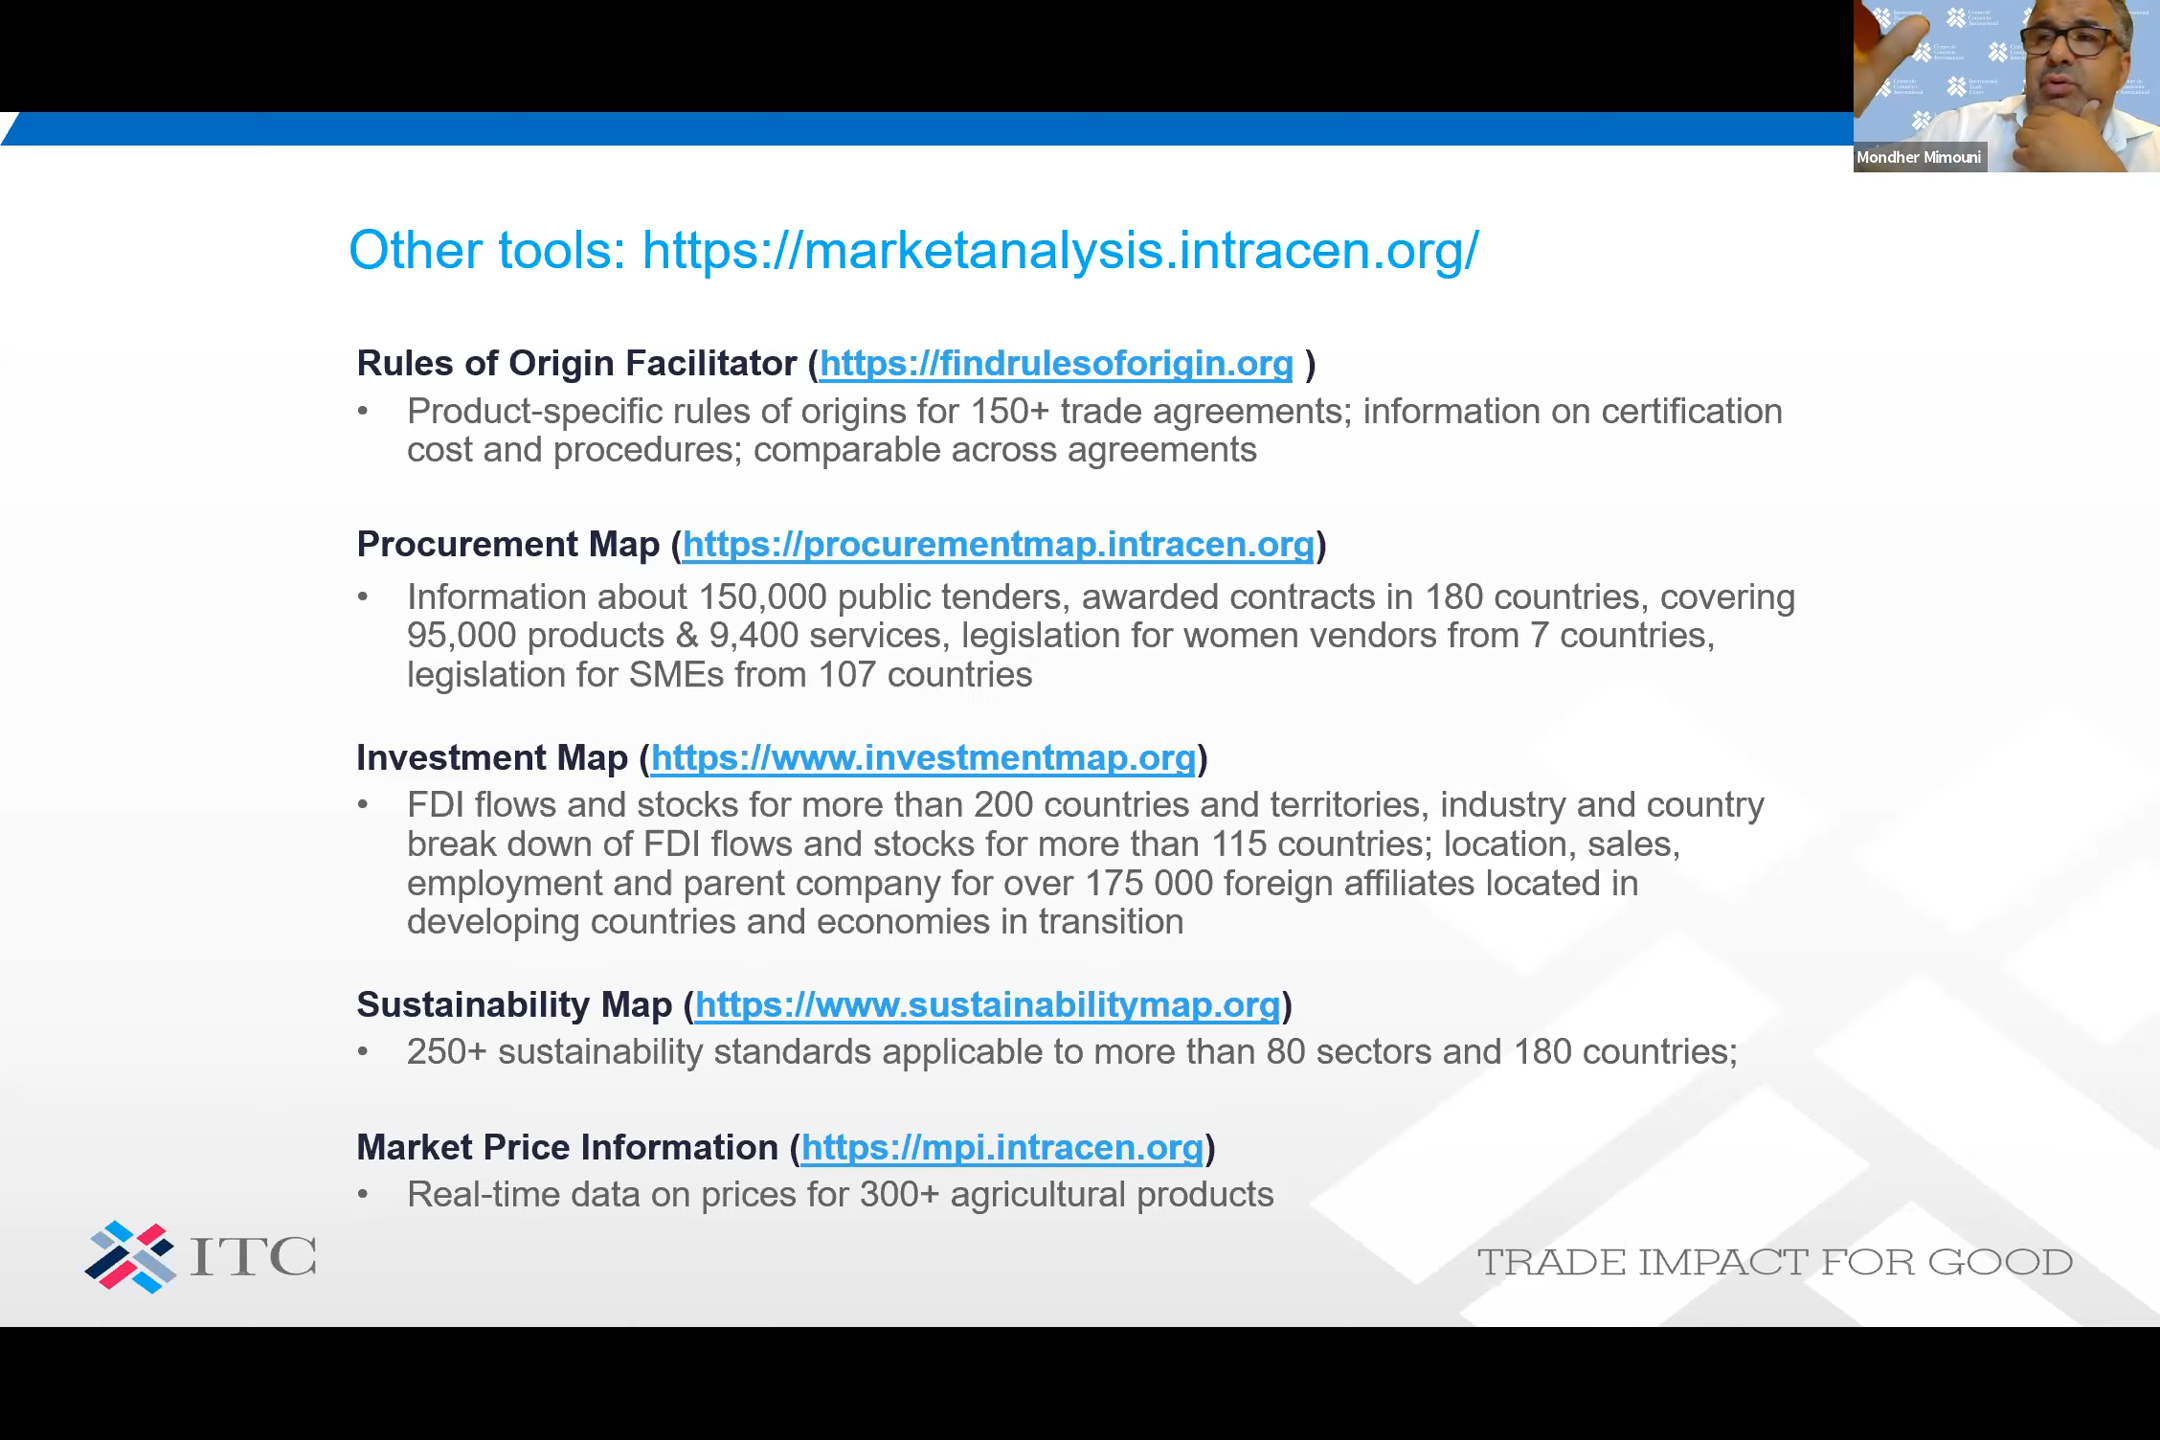 Mondher Mimouni
Other tools: https://marketanalysis.intracen.org/
Rules of Origin Facilitator (https://findrulesoforigin.org )
• Product-specific rules of origins for 150+ trade agreements; information on certification
cost and procedures; comparable across agreements
Procurement Map (https://procurementmap.intracen.org)
• Information about 150,000 public tenders, awarded contracts in 180 countries, covering
95,000 products & 9,400 services, legislation for women vendors from 7 countries,
legislation for SMEs from 107 countries
Investment Map (https://www.investmentmap.org)
• FDI flows and stocks for more than 200 countries and territories, industry and country
break down of FDI flows and stocks for more than 115 countries; location, sales,
employment and parent company for over 175 000 foreign affiliates located in
developing countries and economies in transition
Sustainability Map (https://www.sustainabilitymap.org)
• 250+ sustainability standards applicable to more than 80 sectors and 180 countries;
Market Price Information (https://mpi.intracen.org)
• Real-time data on prices for 300+ agricultural products
ITC
TRADE IMPACT FOR GOOD